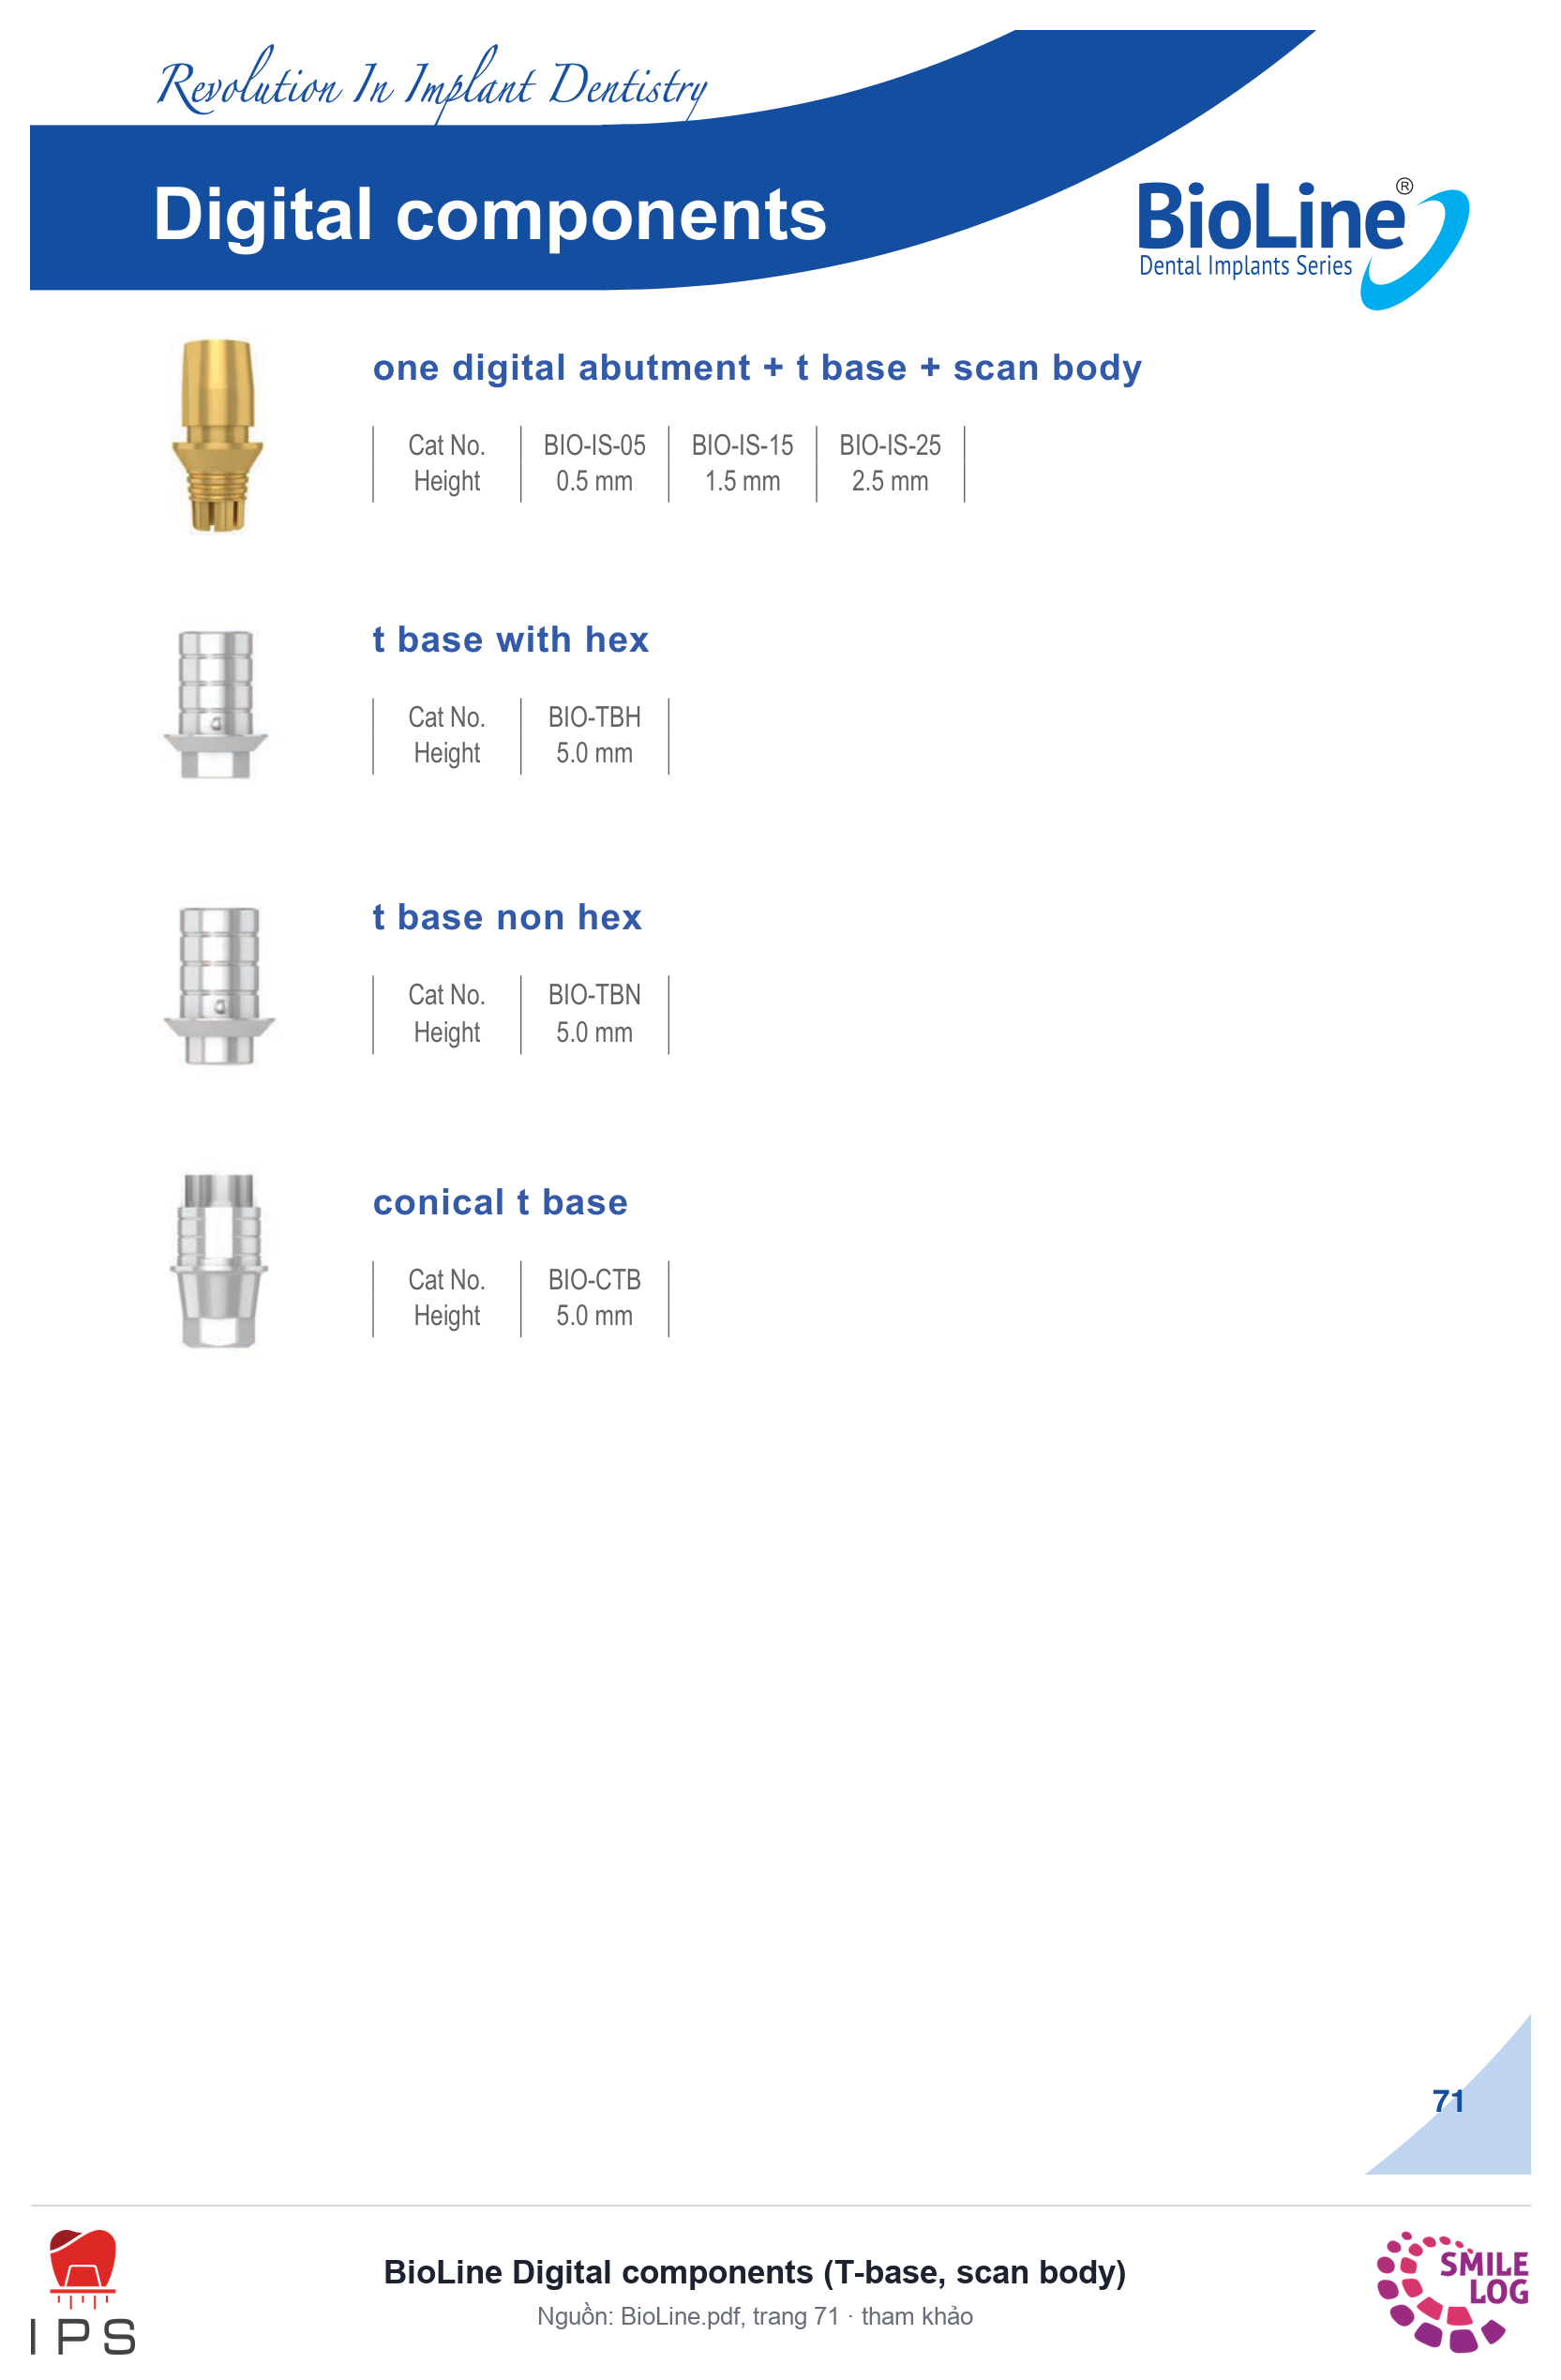 Revolution In Implant Dentistry
Digital components
BioLine®
Dental Implants Series
one digital abutment + t base + scan body
Cat No. BIO-IS-05 BIO-IS-15 BIO-IS-25
Height 0.5 mm 1.5 mm 2.5 mm
t base with hex
Cat No. BIO-TBH
Height 5.0 mm
t base non hex
Cat No. BIO-TBN
Height 5.0 mm
conical t base
Cat No. BIO-CTB
Height 5.0 mm
71
IPS
BioLine Digital components (T-base, scan body)
Nguồn: BioLine.pdf, trang 71 · tham khảo
SMILE
LOG